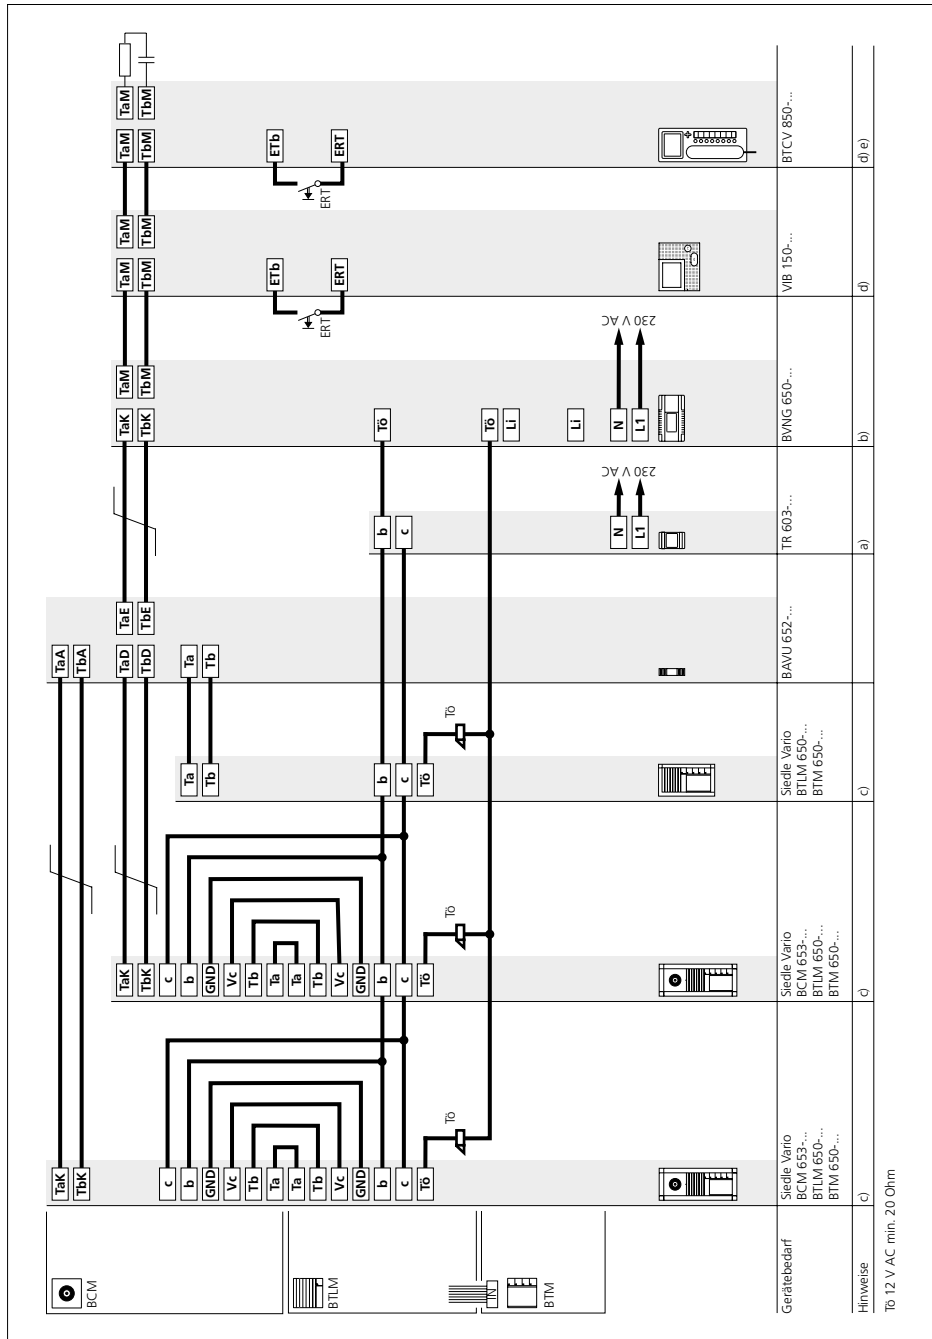 BCM
BTLM
IN
BTM
Gerätebedarf
Hinweise
TaK
TbK
c
b
GND
Vc
Tb
Ta
Ta
Tb
Vc
GND
b
c
Tö
Tö
Siedle Vario
BCM 653-...
BTLM 650-...
BTM 650-...
c)
TaK
TbK
c
b
GND
Vc
Tb
Ta
Ta
Tb
Vc
GND
b
c
Tö
Tö
Siedle Vario
BCM 653-...
BTLM 650-...
BTM 650-...
c)
Ta
Tb
b
c
Tö
Tö
Siedle Vario
BTLM 650-...
BTM 650-...
c)
TaA
TbA
TaD
TbD
Ta
Tb
TaE
TbE
BAVU 652-...
b
c
N
L1
230 V AC
TR 603-...
a)
TaK
TbK
TaM
TbM
Tö
Tö
Li
Li
N
L1
230 V AC
BVNG 650-...
b)
TaM
TbM
TaM
TbM
ETb
ERT
ERT
VIB 150-...
d)
TaM
TbM
TaM
TbM
ETb
ERT
ERT
BTCV 850-...
d) e)
Tö 12 V AC min. 20 Ohm